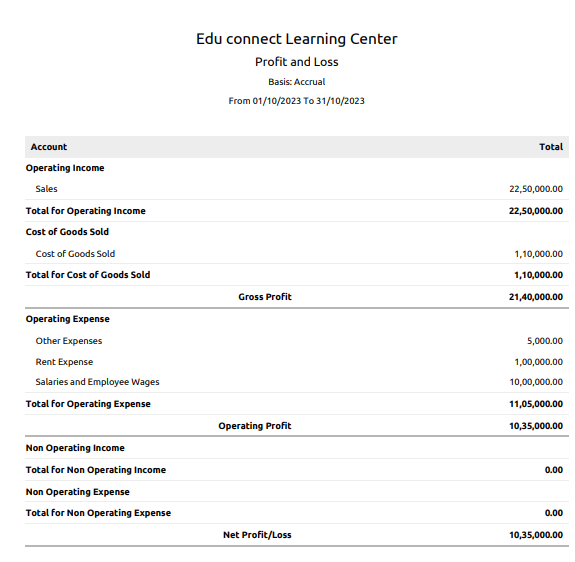 Edu connect Learning Center
Profit and Loss
Basis: Accrual
From 01/10/2023 To 31/10/2023
Account Total
Operating Income
Sales 22,50,000.00
Total for Operating Income 22,50,000.00
Cost of Goods Sold
Cost of Goods Sold 1,10,000.00
Total for Cost of Goods Sold 1,10,000.00
Gross Profit 21,40,000.00
Operating Expense
Other Expenses 5,000.00
Rent Expense 1,00,000.00
Salaries and Employee Wages 10,00,000.00
Total for Operating Expense 11,05,000.00
Operating Profit 10,35,000.00
Non Operating Income
Total for Non Operating Income 0.00
Non Operating Expense
Total for Non Operating Expense 0.00
Net Profit/Loss 10,35,000.00